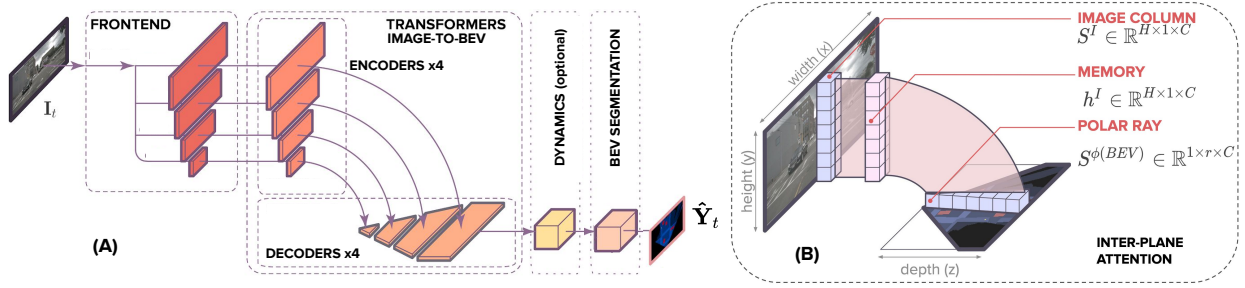 (A)
FRONTEND
I_t
TRANSFORMERS
IMAGE-TO-BEV
ENCODERS x4
DECODERS x4
DYNAMICS (optional)
BEV SEGMENTATION
Ŷ_t
(B)
width (x)
height (y)
depth (z)
IMAGE COLUMN
S^I ∈ ℝ^{H×1×C}
MEMORY
h^I ∈ ℝ^{H×1×C}
POLAR RAY
S^{ϕ(BEV)} ∈ ℝ^{1×r×C}
INTER-PLANE
ATTENTION